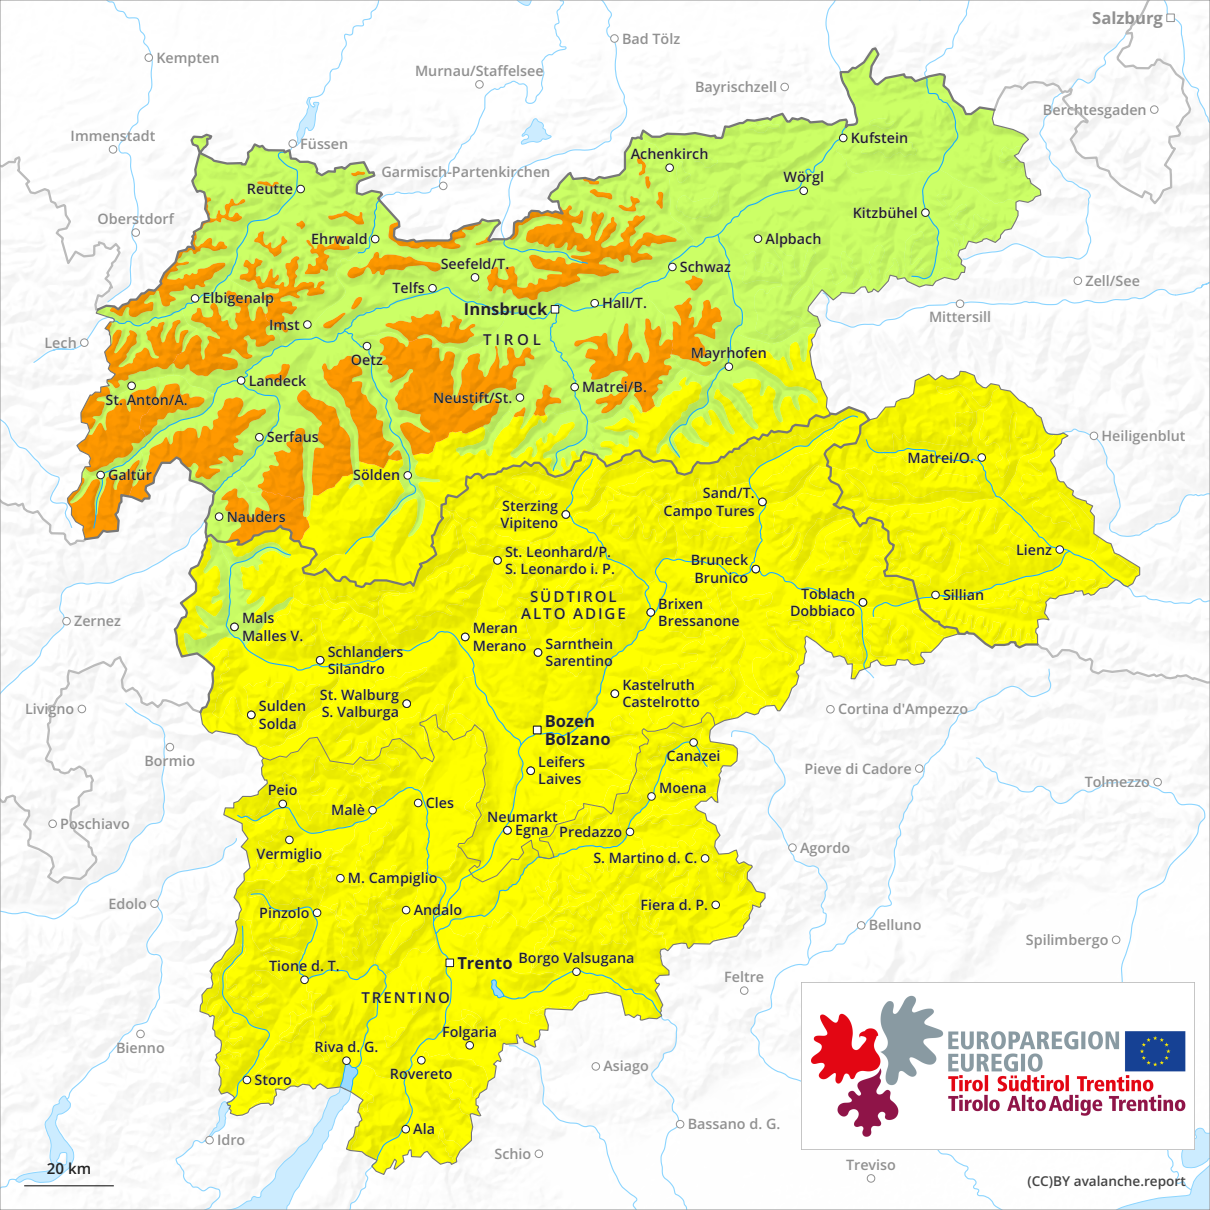 Salzburg
Bad Tölz
Kempten
Murnau/Staffelsee
Bayrischzell
Berchtesgaden
Immenstadt
Füssen
Kufstein
Achenkirch
Garmisch-Partenkirchen
Wörgl
Reutte
Oberstdorf
Kitzbühel
Ehrwald
Alpbach
Seefeld/T.
Schwaz
Zell/See
Telfs
Elbigenalp
Hall/T.
Innsbruck
Mittersill
Imst
Lech
TIROL
Oetz
Mayrhofen
Landeck
Matrei/B.
St. Anton/A.
Neustift/St.
Serfaus
Heiligenblut
Matrei/O.
Galtür
Sölden
Sand/T.
Campo Tures
Sterzing
Vipiteno
Nauders
Lienz
St. Leonhard/P.
S. Leonardo i. P.
Bruneck
Brunico
SÜDTIROL
ALTO ADIGE
Toblach
Dobbiaco
Sillian
Brixen
Bressanone
Mals
Malles V.
Zernez
Meran
Merano
Sarnthein
Sarentino
Schlanders
Silandro
Kastelruth
Castelrotto
St. Walburg
S. Valburga
Sulden
Solda
Livigno
Cortina d'Ampezzo
Bozen
Bolzano
Bormio
Canazei
Leifers
Laives
Pieve di Cadore
Tolmezzo
Peio
Moena
Malè
Cles
Neumarkt
Egna
Predazzo
Poschiavo
Vermiglio
S. Martino d. C.
Agordo
M. Campiglio
Edolo
Pinzolo
Andalo
Fiera d. P.
Belluno
Spilimbergo
Trento
Borgo Valsugana
Tione d. T.
Feltre
TRENTINO
Folgaria
Bienno
Riva d. G.
Rovereto
Asiago
Storo
EUROPAREGION
EUREGIO
Tirol Südtirol Trentino
Tirolo Alto Adige Trentino
Ala
Bassano d. G.
Idro
Schio
Treviso
20 km
(CC)BY avalanche.report